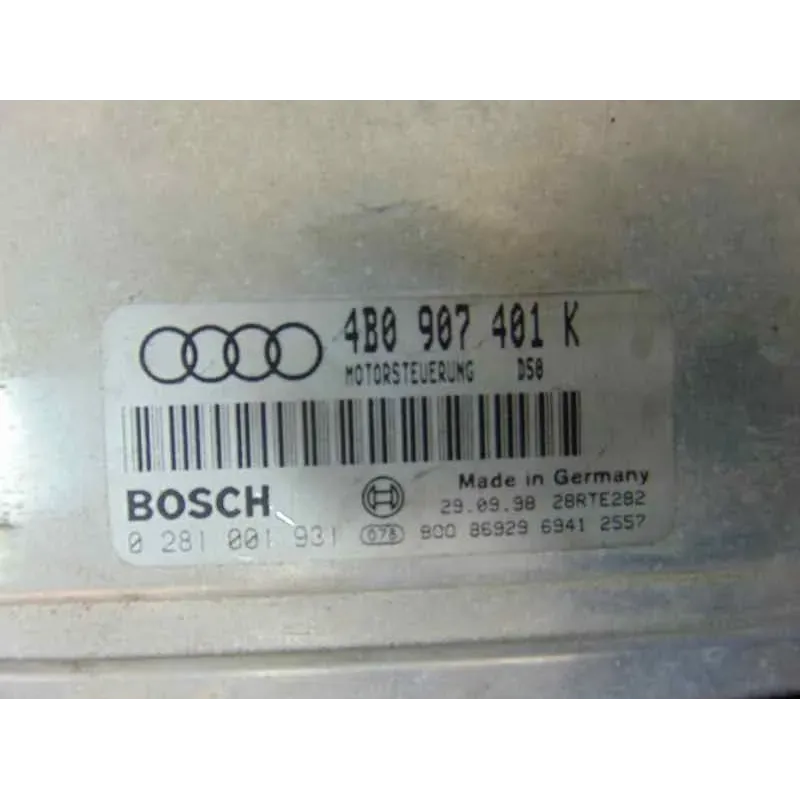 4B0 907 401 K
MOTORSTEUERUNG D50
Made in Germany
BOSCH 29.09.98 28RTE282
0 281 001 931 078 900 86929 6941 2557